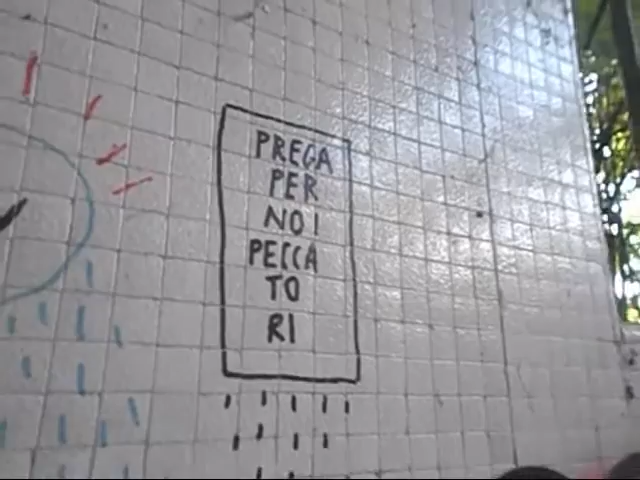 PREGA
PER
NOI
PECCA
TO
RI